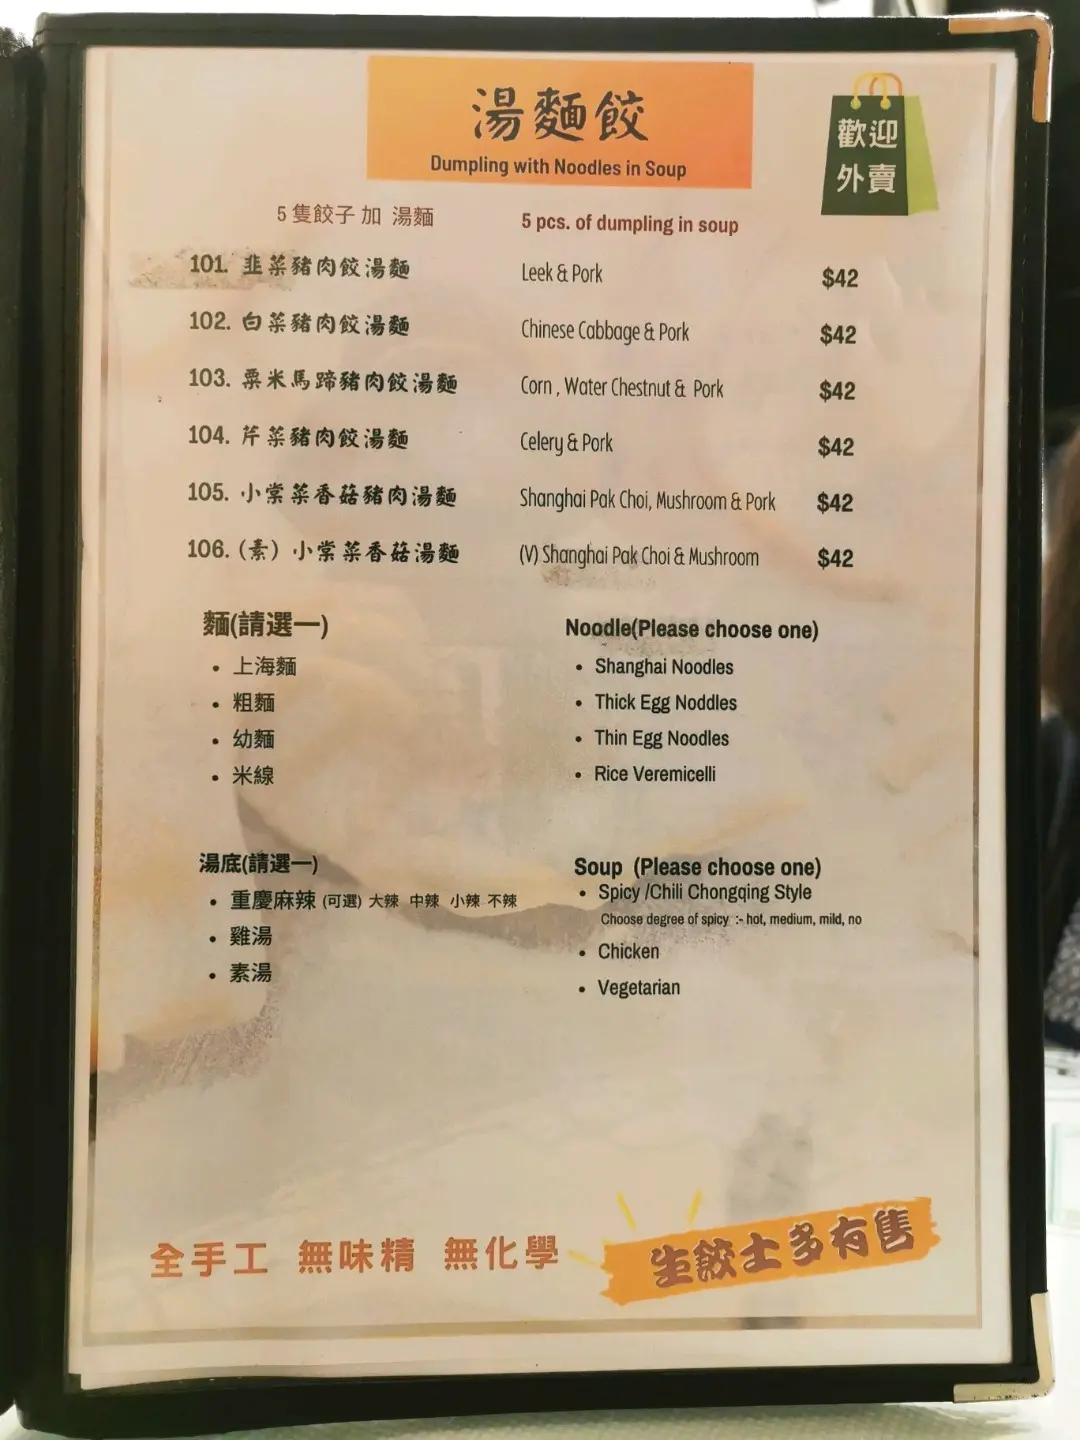 湯麵餃
Dumpling with Noodles in Soup
歡迎
外賣
5 隻餃子 加 湯麵
5 pcs. of dumpling in soup
101. 韭菜豬肉餃湯麵 Leek & Pork $42
102. 白菜豬肉餃湯麵 Chinese Cabbage & Pork $42
103. 粟米馬蹄豬肉餃湯麵 Corn , Water Chestnut & Pork $42
104. 芹菜豬肉餃湯麵 Celery & Pork $42
105. 小棠菜香菇豬肉湯麵 Shanghai Pak Choi, Mushroom & Pork $42
106. (素) 小棠菜香菇湯麵 (V) Shanghai Pak Choi & Mushroom $42
麵(請選一)
• 上海麵
• 粗麵
• 幼麵
• 米線
Noodle(Please choose one)
• Shanghai Noodles
• Thick Egg Noddles
• Thin Egg Noodles
• Rice Veremicelli
湯底(請選一)
• 重慶麻辣 (可選) 大辣 中辣 小辣 不辣
• 雞湯
• 素湯
Soup (Please choose one)
• Spicy /Chili Chongqing Style
Choose degree of spicy :- hot, medium, mild, no
• Chicken
• Vegetarian
全手工 無味精 無化學
生餃士多有售